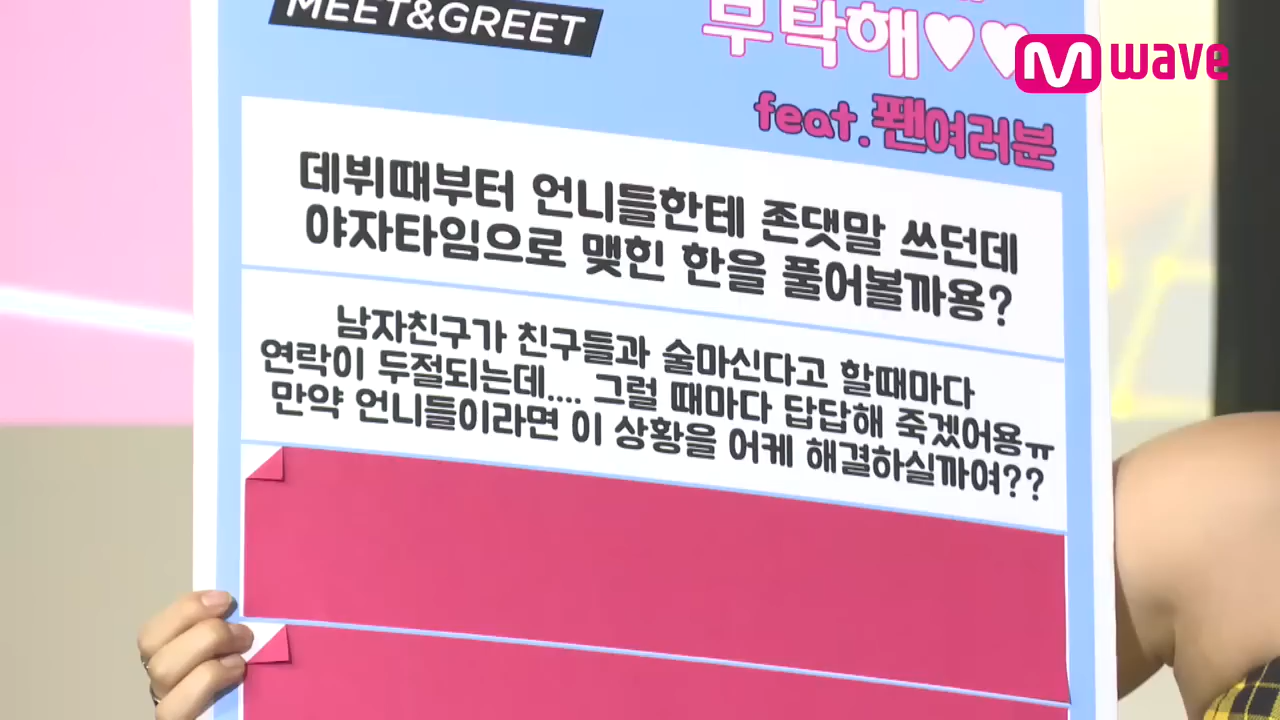 MEET&GREET
부탁해♥♥
M wave
feat.팬여러분
데뷔때부터 언니들한테 존댓말 쓰던데
야자타임으로 맺힌 한을 풀어볼까용?
남자친구가 친구들과 술마신다고 할때마다
연락이 두절되는데.... 그럴 때마다 답답해 죽겠어용ㅠ
만약 언니들이라면 이 상황을 어케 해결하실까여??